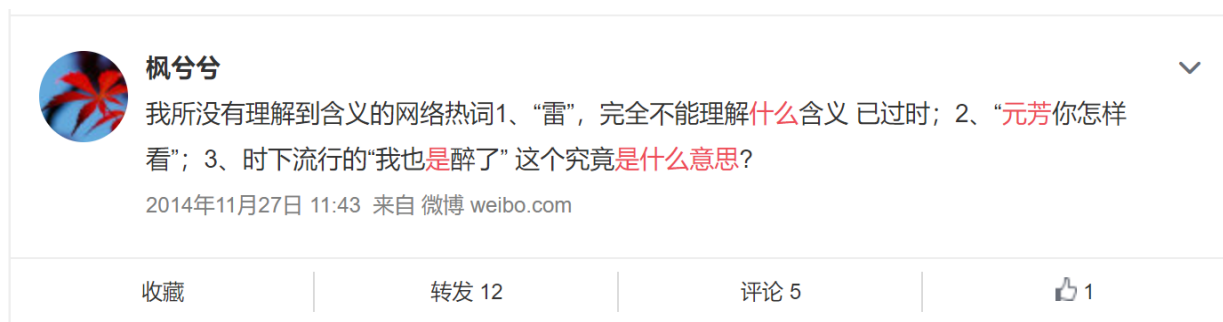 枫兮兮
我所没有理解到含义的网络热词1、“雷”，完全不能理解什么含义 已过时；2、“元芳你怎样
看”；3、时下流行的“我也是醉了” 这个究竟是什么意思?
2014年11月27日 11:43 来自 微博 weibo.com
收藏 转发 12 评论 5 1